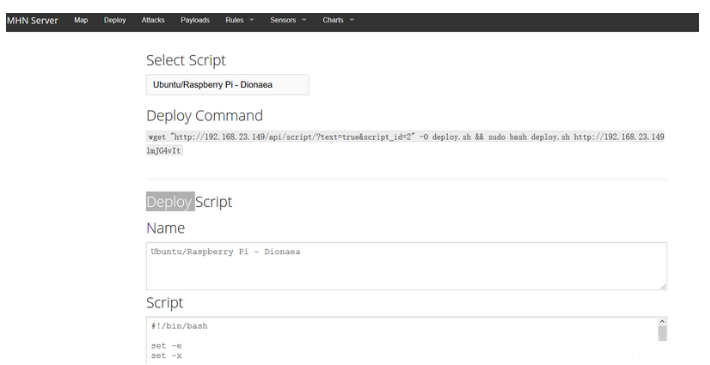 MHN Server Map Deploy Attacks Payloads Rules Sensors Charts
Select Script
Ubuntu/Raspberry Pi - Dionaea
Deploy Command
wget "http://192.168.23.149/api/script/?text=true&script_id=2" -O deploy.sh && sudo bash deploy.sh http://192.168.23.149
1mJG4vIt
Deploy Script
Name
Ubuntu/Raspberry Pi - Dionaea
Script
#!/bin/bash
set -e
set -x